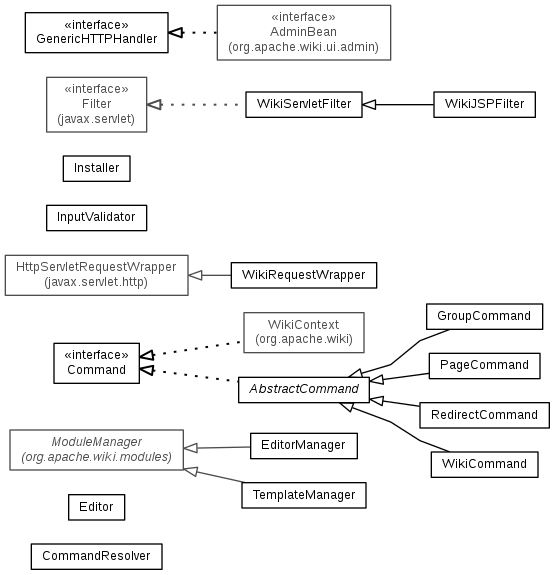 «interface»
GenericHTTPHandler
«interface»
AdminBean
(org.apache.wiki.ui.admin)
«interface»
Filter
(javax.servlet)
WikiServletFilter
WikiJSPFilter
Installer
InputValidator
HttpServletRequestWrapper
(javax.servlet.http)
WikiRequestWrapper
WikiContext
(org.apache.wiki)
«interface»
Command
AbstractCommand
GroupCommand
PageCommand
RedirectCommand
WikiCommand
ModuleManager
(org.apache.wiki.modules)
EditorManager
TemplateManager
Editor
CommandResolver